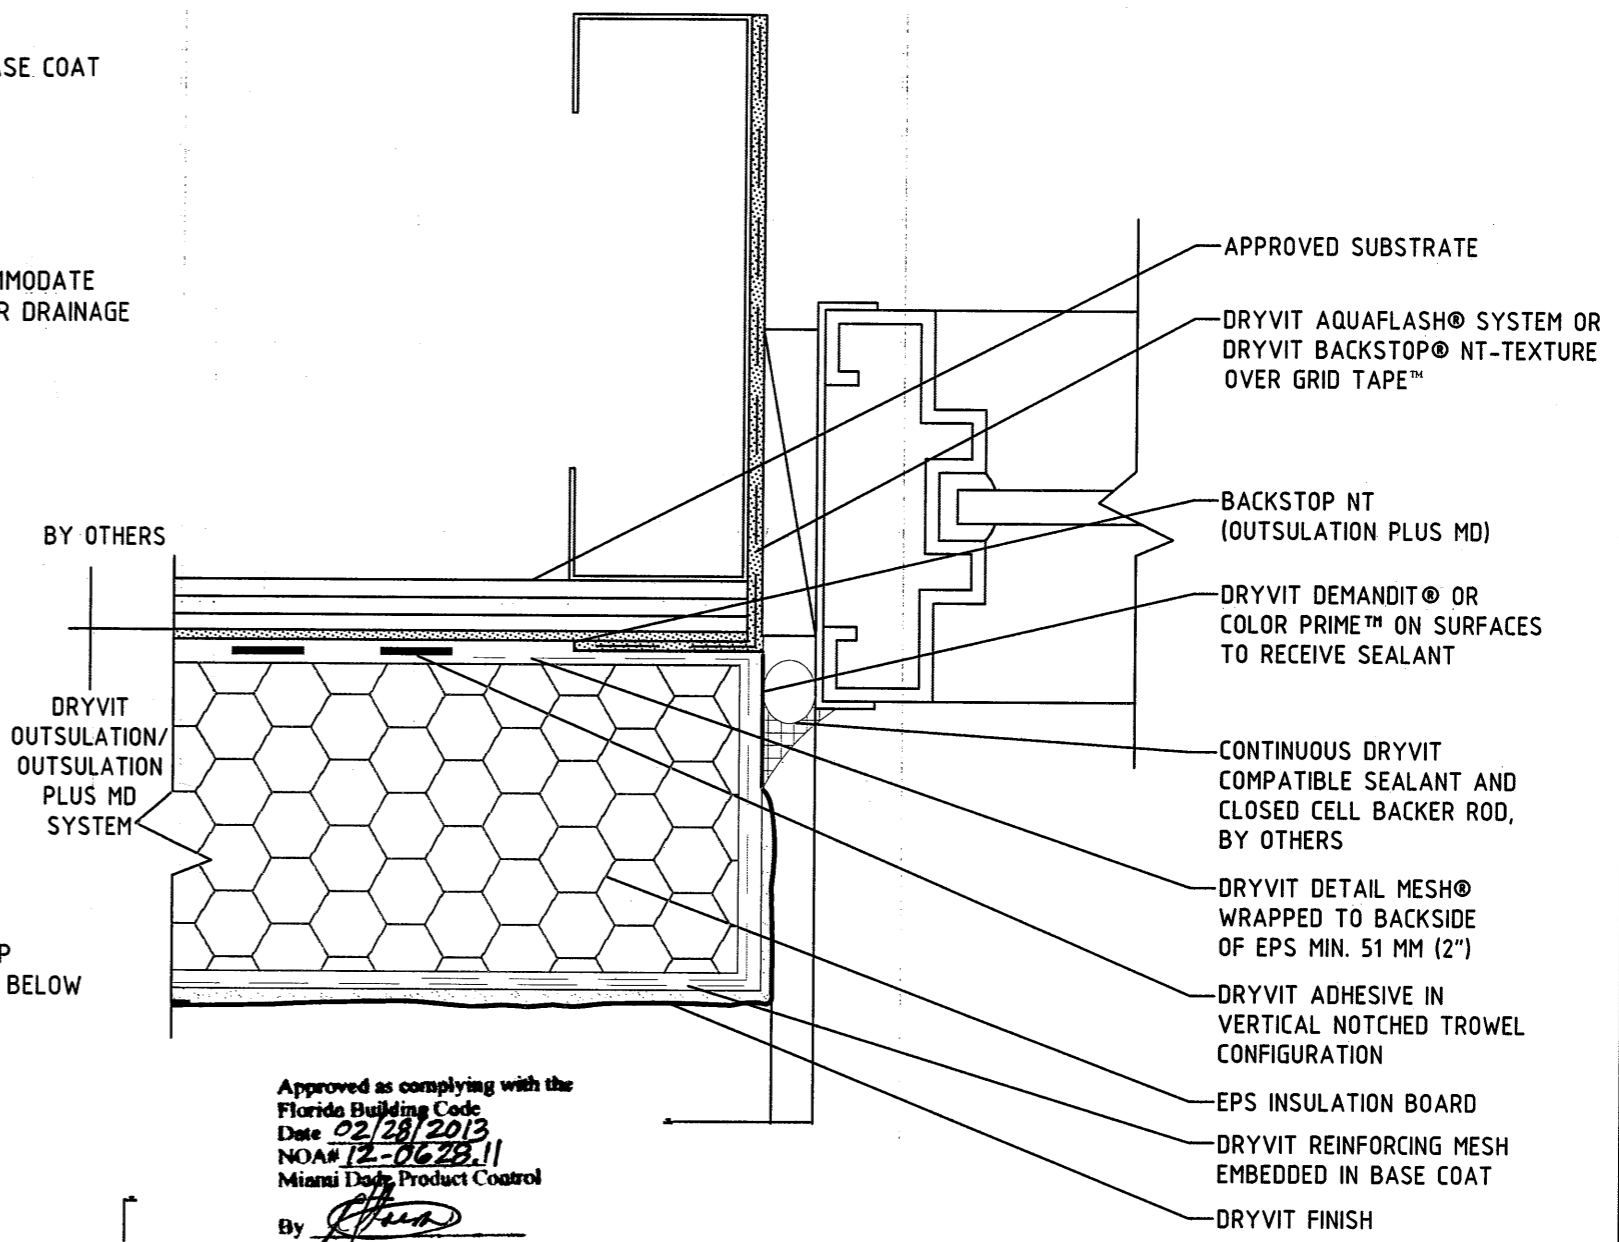 ASE COAT
MMODATE
R DRAINAGE
BY OTHERS
DRYVIT
OUTSULATION/
OUTSULATION
PLUS MD
SYSTEM
P
BELOW
APPROVED SUBSTRATE
DRYVIT AQUAFLASH® SYSTEM OR
DRYVIT BACKSTOP® NT-TEXTURE
OVER GRID TAPE™
BACKSTOP NT
(OUTSULATION PLUS MD)
DRYVIT DEMANDIT® OR
COLOR PRIME™ ON SURFACES
TO RECEIVE SEALANT
CONTINUOUS DRYVIT
COMPATIBLE SEALANT AND
CLOSED CELL BACKER ROD,
BY OTHERS
DRYVIT DETAIL MESH®
WRAPPED TO BACKSIDE
OF EPS MIN. 51 MM (2")
DRYVIT ADHESIVE IN
VERTICAL NOTCHED TROWEL
CONFIGURATION
EPS INSULATION BOARD
DRYVIT REINFORCING MESH
EMBEDDED IN BASE COAT
DRYVIT FINISH
Approved as complying with the
Florida Building Code
Date 02/28/2013
NOA# 12-0628.11
Miami Dade Product Control
By